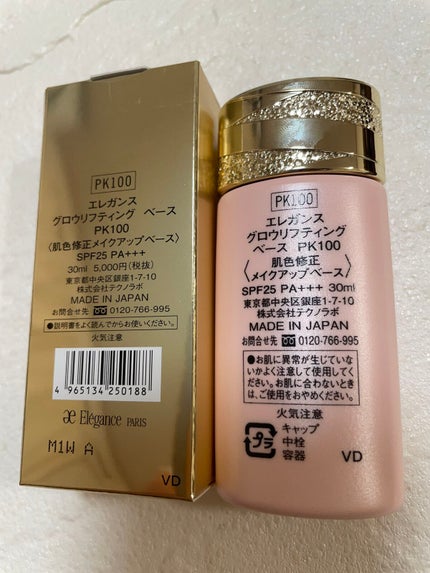 PK100
エレガンス
グロウリフティング ベース
PK100
〈肌色修正メイクアップベース〉
SPF25 PA+++
30ml 5,000円(税抜)
東京都中央区銀座1-7-10
株式会社テクノラボ
MADE IN JAPAN
お問合せ先 0120-766-995
●説明書をよく読んでからお使いください。
火気注意
4 965134 250188
æ Elégance PARIS
M1W A
VD
PK100
エレガンス
グロウリフティング
ベース PK100
〈肌色修正
メイクアップベース〉
SPF25 PA+++ 30ml
東京都中央区銀座1-7-10
株式会社テクノラボ
MADE IN JAPAN
お問合せ先 0120-766-995
●お肌に異常が生じていな
いかよく注意して使用してく
ださい。お肌に合わないとき
は、ご使用をおやめください。
火気注意
プラ
キャップ
中栓
容器
VD